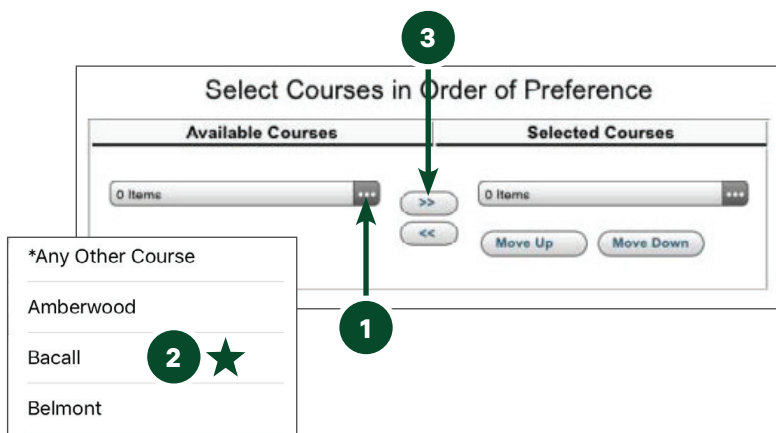 3
Select Courses in Order of Preference
Available Courses
Selected Courses
0 Items
...
>>
0 Items
...
<<
Move Up
Move Down
*Any Other Course
Amberwood
1
Bacall
2
Belmont